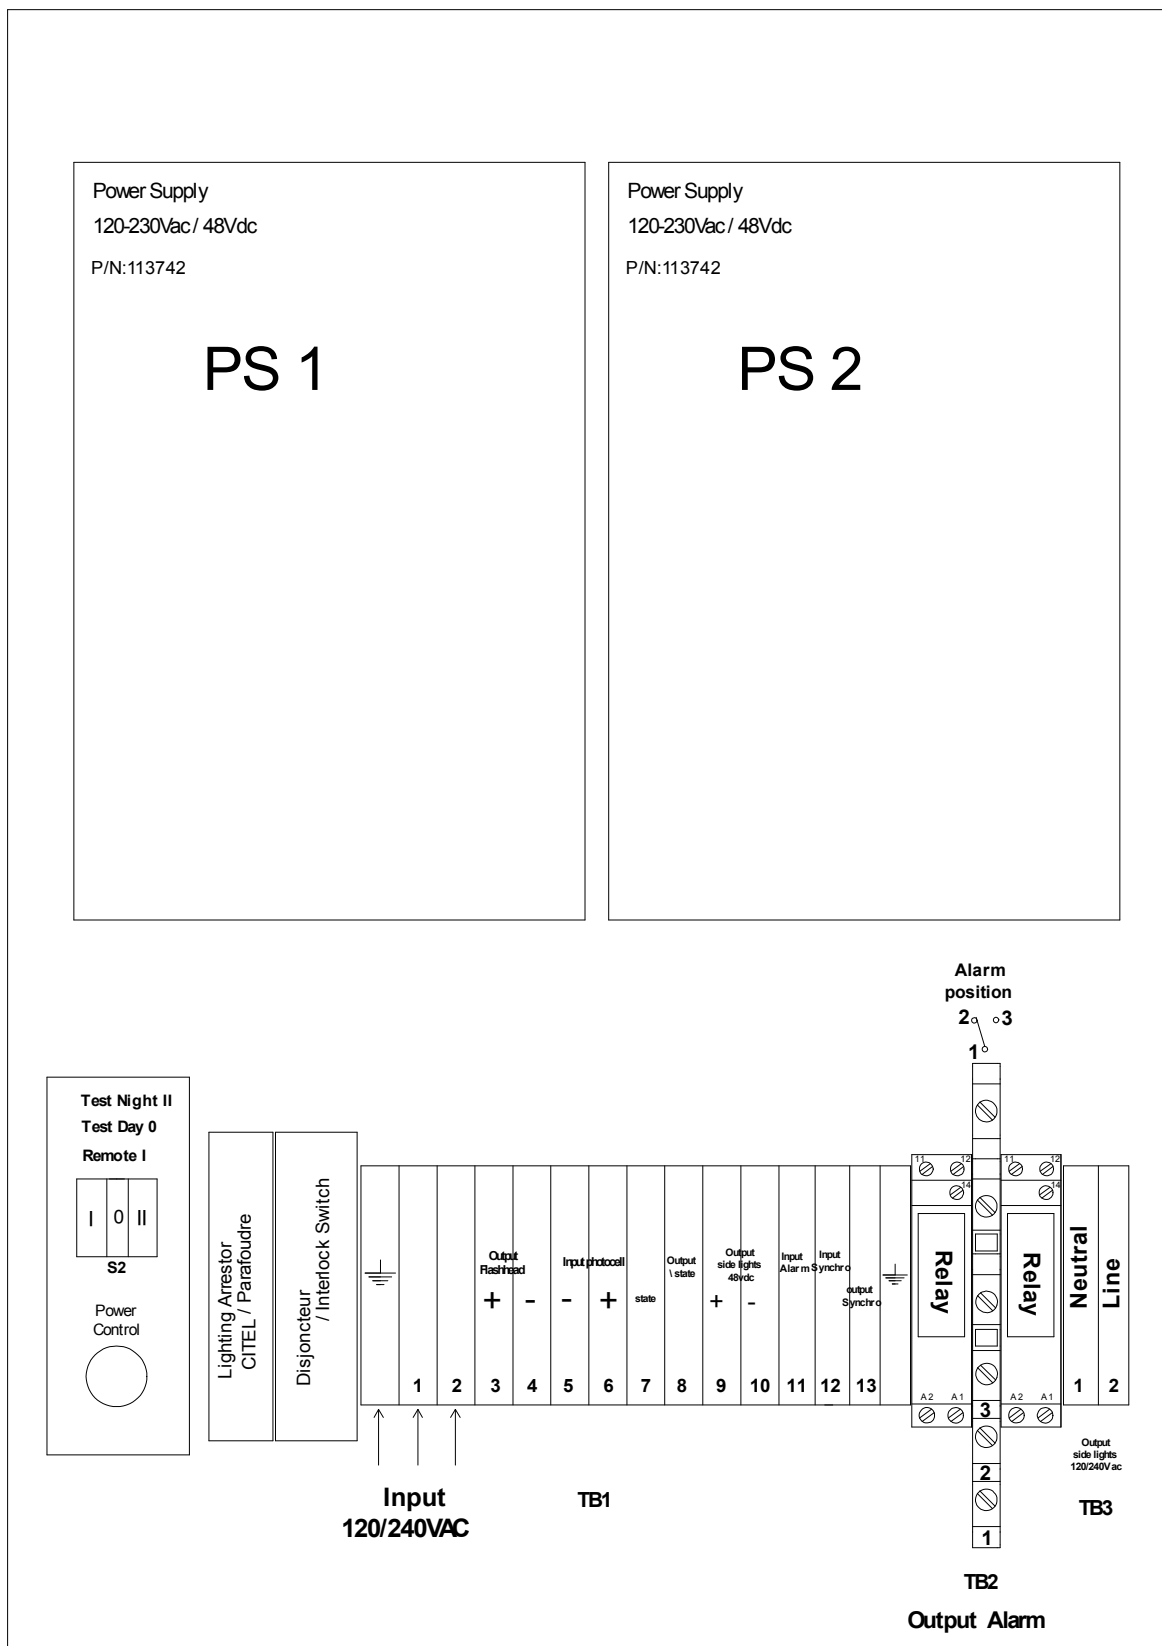 Power Supply
120-230Vac / 48Vdc
P/N:113742
PS 1
Power Supply
120-230Vac / 48Vdc
P/N:113742
PS 2
Alarm
position
2 3
1
Test Night II
Test Day 0
Remote I
I 0 II
S2
Power
Control
Lighting Arrestor
CITEL / Parafoudre
Disjoncteur
/ Interlock Switch
Output
Flashhead
+ -
Input photocell
- +
state
Output
\ state
Output
side lights
48vdc
+ -
Input
Alarm
Input
Synchro
output
Synchro
1 2 3 4 5 6 7 8 9 10 11 12 13
11 12
14
Relay
A2 A1
11 12
14
Relay
A2 A1
3
2
1
Neutral
Line
1 2
Output
side lights
120/240Vac
Input
120/240VAC
TB1
TB3
TB2
Output Alarm